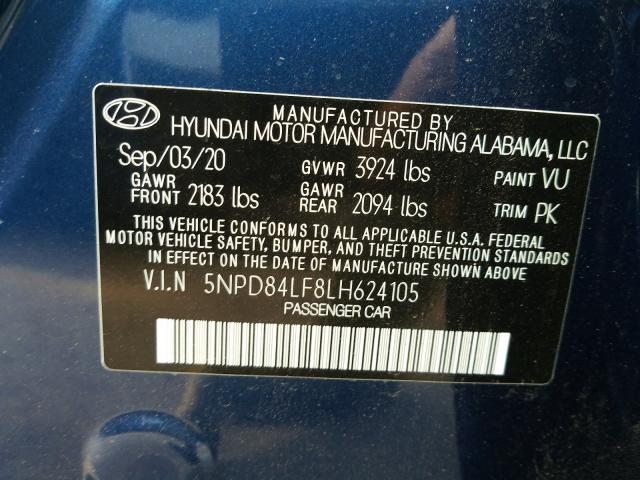 MANUFACTURED BY
HYUNDAI MOTOR MANUFACTURING ALABAMA, LLC
Sep/03/20 GVWR 3924 lbs PAINT VU
GAWR FRONT 2183 lbs GAWR REAR 2094 lbs TRIM PK
THIS VEHICLE CONFORMS TO ALL APPLICABLE U.S.A. FEDERAL
MOTOR VEHICLE SAFETY, BUMPER, AND THEFT PREVENTION STANDARDS
IN EFFECT ON THE DATE OF MANUFACTURE SHOWN ABOVE.
V.I.N 5NPD84LF8LH624105
PASSENGER CAR